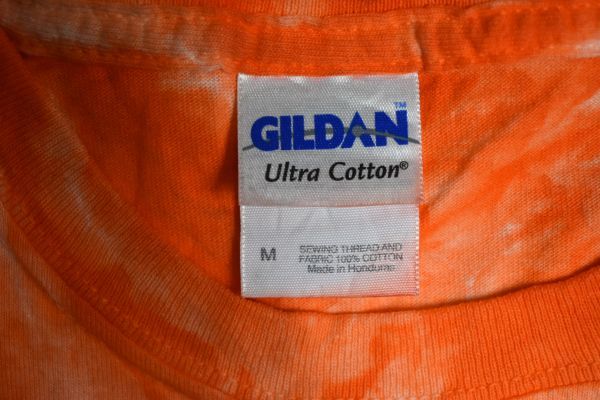 GILDAN™
Ultra Cotton®
M
SEWING THREAD AND
FABRIC 100% COTTON
Made in Honduras